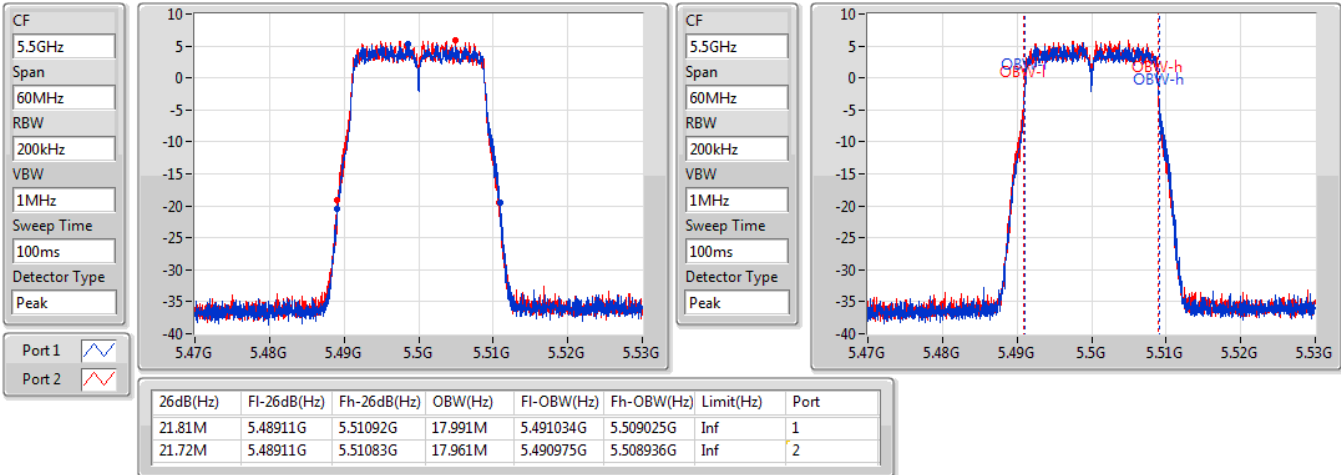 CF
5.5GHz
Span
60MHz
RBW
200kHz
VBW
1MHz
Sweep Time
100ms
Detector Type
Peak
Port 1
Port 2
10
5
0
-5
-10
-15
-20
-25
-30
-35
-40
5.47G 5.48G 5.49G 5.5G 5.51G 5.52G 5.53G
CF
5.5GHz
Span
60MHz
RBW
200kHz
VBW
1MHz
Sweep Time
100ms
Detector Type
Peak
10
5
0
-5
-10
-15
-20
-25
-30
-35
-40
OBW-l
OBW-h
OBW-h
5.47G 5.48G 5.49G 5.5G 5.51G 5.52G 5.53G
26dB(Hz) Fl-26dB(Hz) Fh-26dB(Hz) OBW(Hz) Fl-OBW(Hz) Fh-OBW(Hz) Limit(Hz) Port
21.81M 5.48911G 5.51092G 17.991M 5.491034G 5.509025G Inf 1
21.72M 5.48911G 5.51083G 17.961M 5.490975G 5.508936G Inf 2